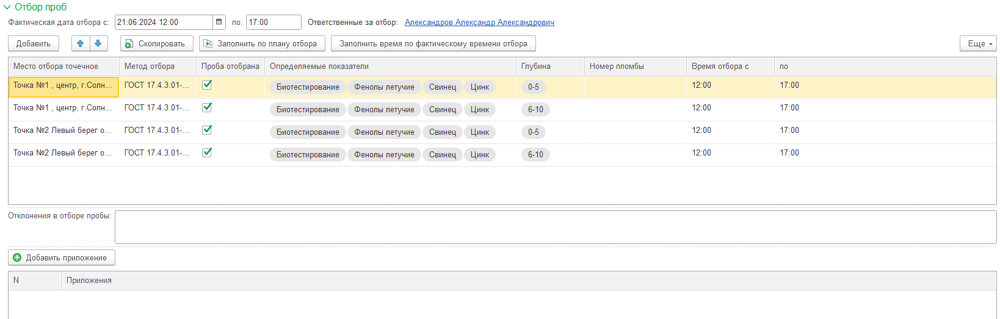 Отбор проб
Фактическая дата отбора с: 21:06:2024 12:00 по: 17:00 Ответственные за отбор: Александров Александр Александрович
Добавить Скопировать Заполнить по плану отбора Заполнить время по фактическому времени отбора Еще
Место отбора точечное Метод отбора Проба отобрана Определяемые показатели Глубина Номер пломбы Время отбора с по
Точка №1 , центр, г.Солн... ГОСТ 17.4.3.01-... Биотестирование Фенолы летучие Свинец Цинк 0-5 12:00 17:00
Точка №1 , центр, г.Солн... ГОСТ 17.4.3.01-... Биотестирование Фенолы летучие Свинец Цинк 6-10 12:00 17:00
Точка №2 Левый берег о... ГОСТ 17.4.3.01-... Биотестирование Фенолы летучие Свинец Цинк 0-5 12:00 17:00
Точка №2 Левый берег о... ГОСТ 17.4.3.01-... Биотестирование Фенолы летучие Свинец Цинк 6-10 12:00 17:00
Отклонения в отборе пробы:
Добавить приложение
N Приложения